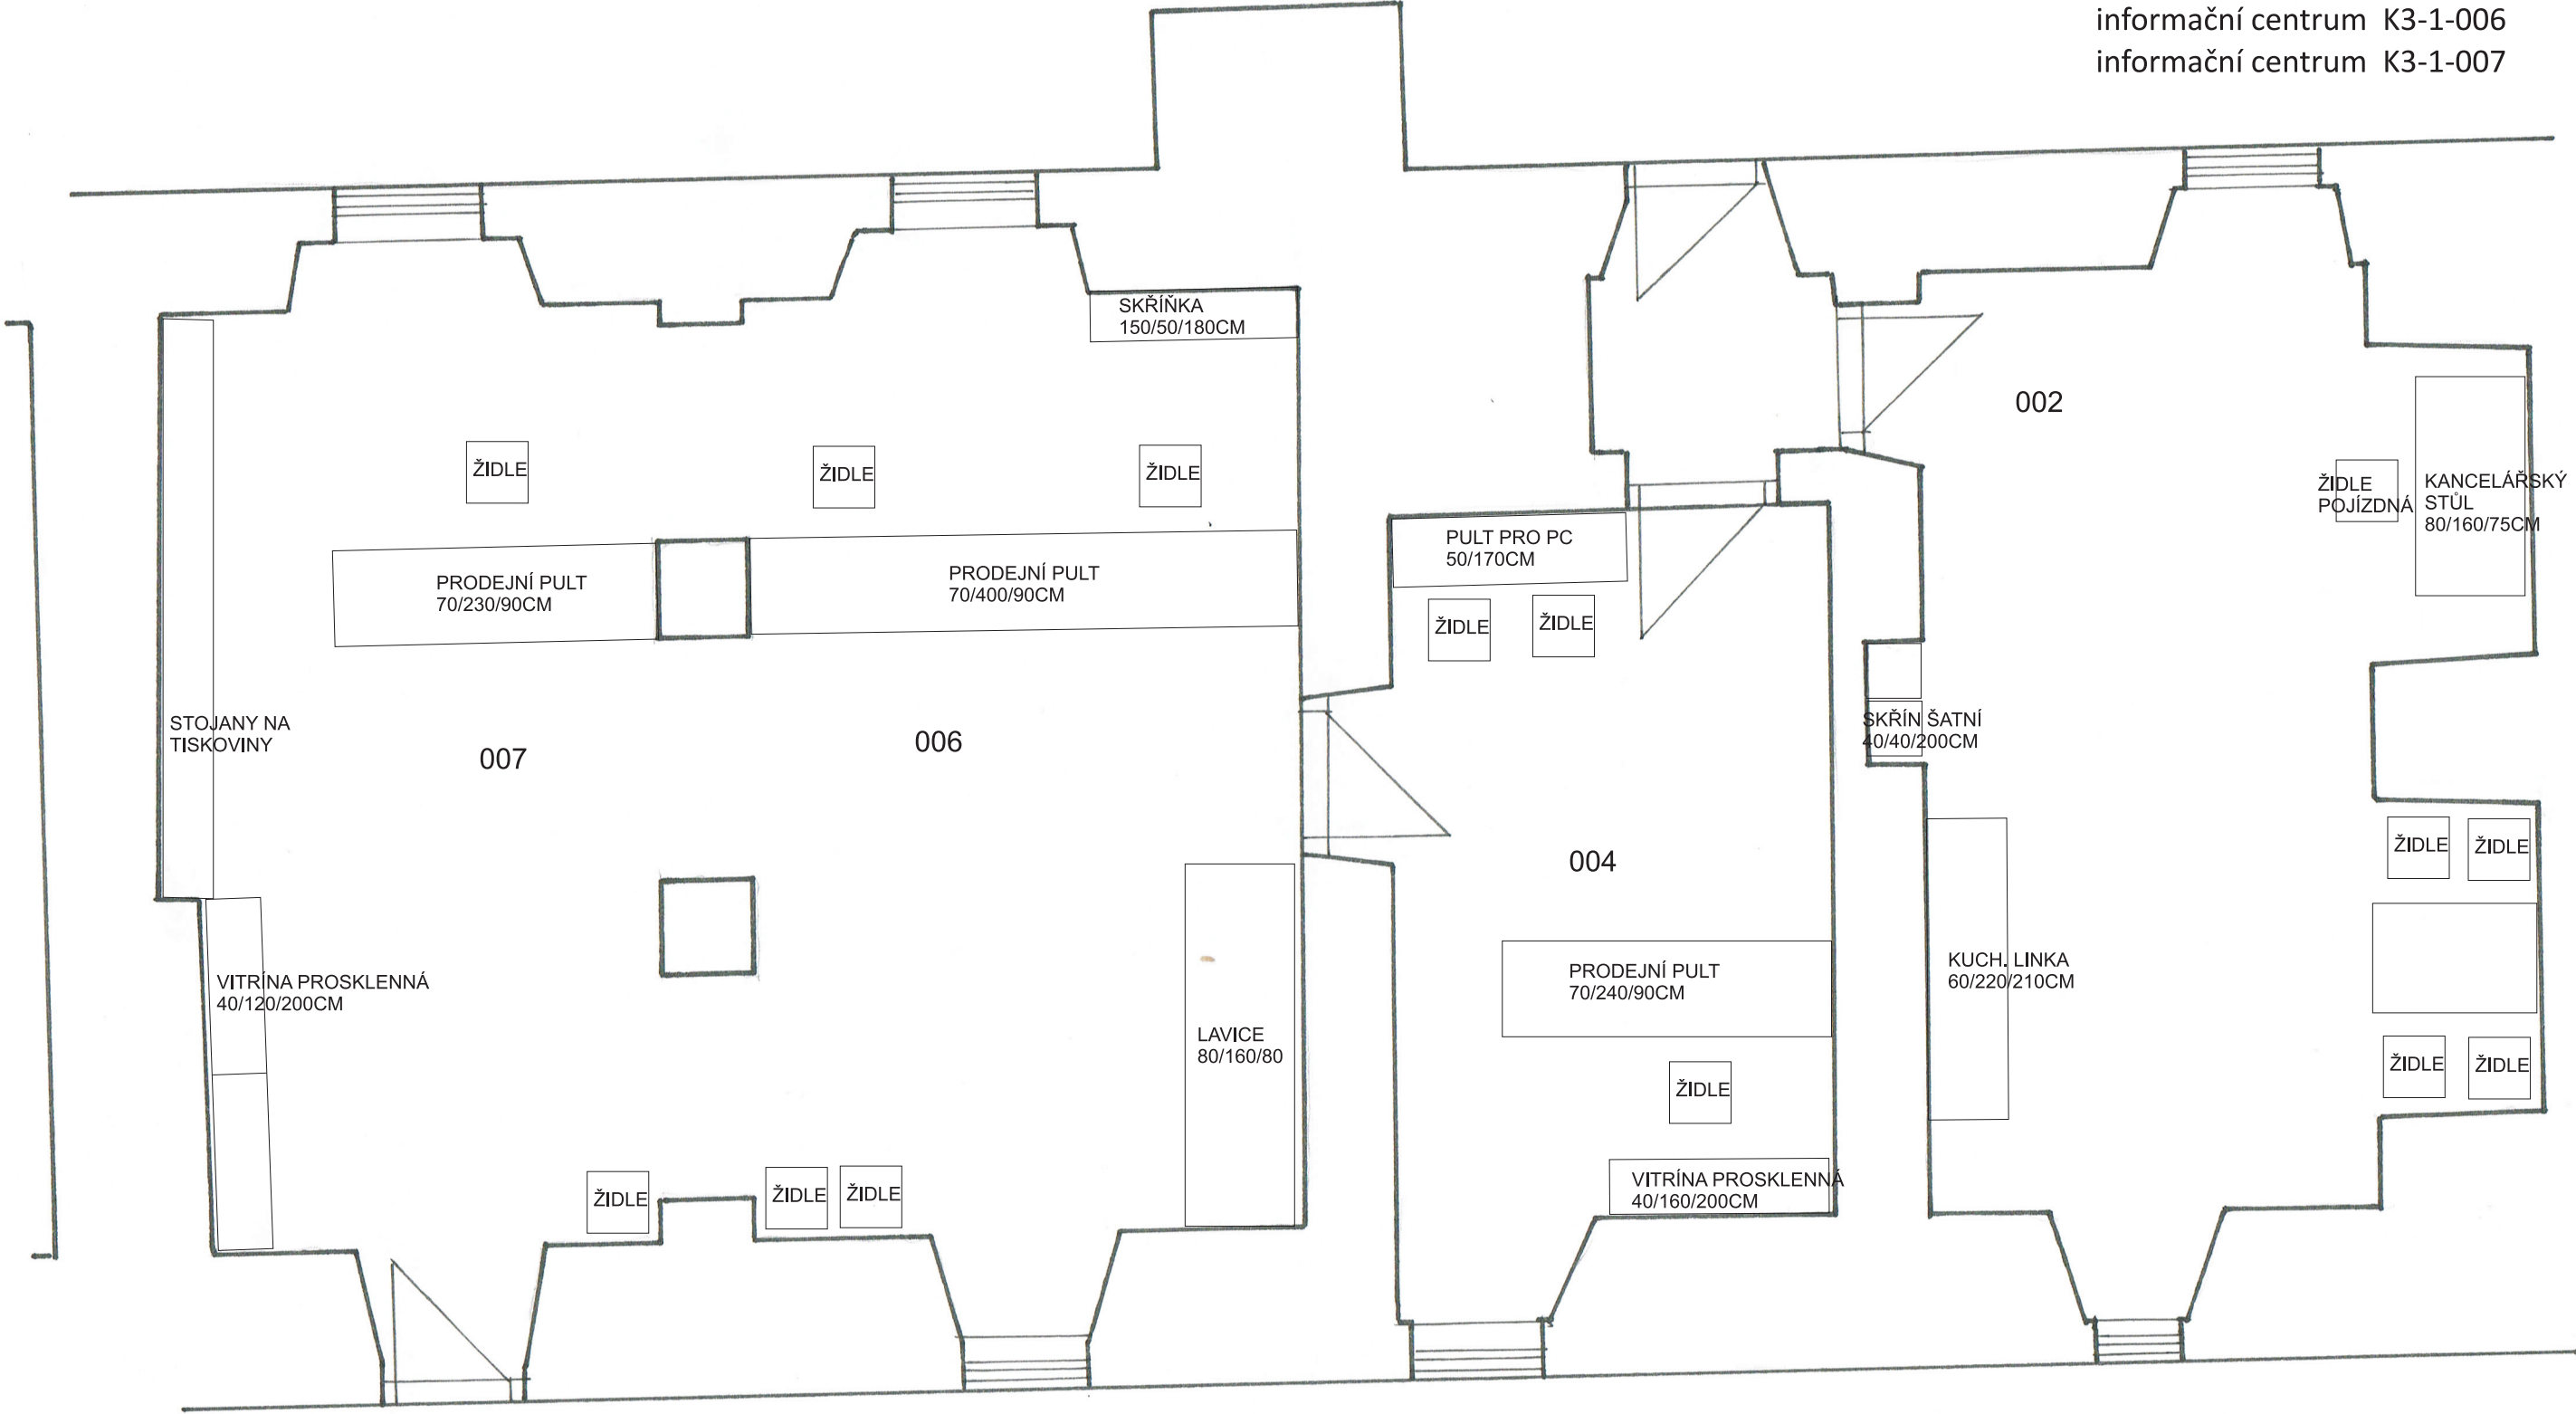 informační centrum K3-1-006
informační centrum K3-1-007
SKŘÍŇKA
150/50/180CM
002
ŽIDLE
ŽIDLE
ŽIDLE
ŽIDLE
POJÍZDNÁ
KANCELÁŘSKÝ
STŮL
80/160/75CM
PRODEJNÍ PULT
70/230/90CM
PRODEJNÍ PULT
70/400/90CM
PULT PRO PC
50/170CM
ŽIDLE
ŽIDLE
STOJANY NA
TISKOVINY
007
006
SKŘÍN ŠATNÍ
40/40/200CM
004
ŽIDLE
ŽIDLE
VITRÍNA PROSKLENNÁ
40/120/200CM
PRODEJNÍ PULT
70/240/90CM
KUCH. LINKA
60/220/210CM
LAVICE
80/160/80
ŽIDLE
ŽIDLE
ŽIDLE
ŽIDLE
ŽIDLE
ŽIDLE
VITRÍNA PROSKLENNÁ
40/160/200CM